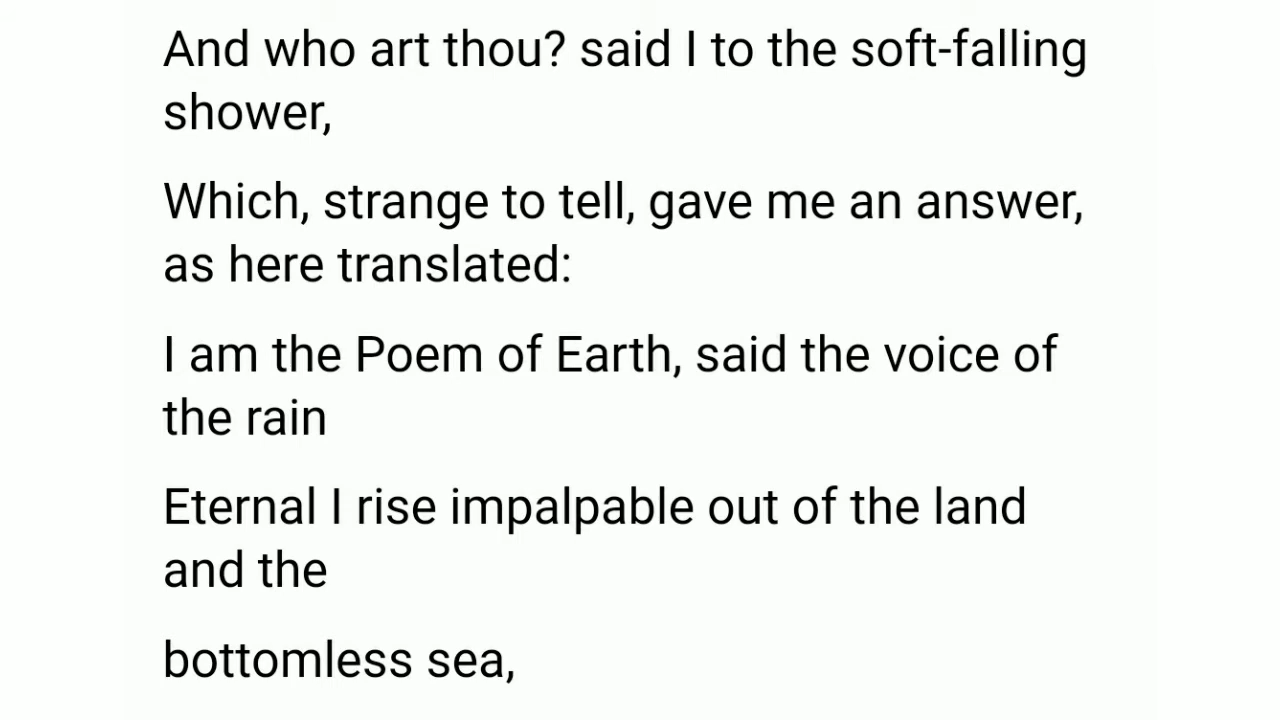 And who art thou? said I to the soft-falling
shower,
Which, strange to tell, gave me an answer,
as here translated:
I am the Poem of Earth, said the voice of
the rain
Eternal I rise impalpable out of the land
and the
bottomless sea,